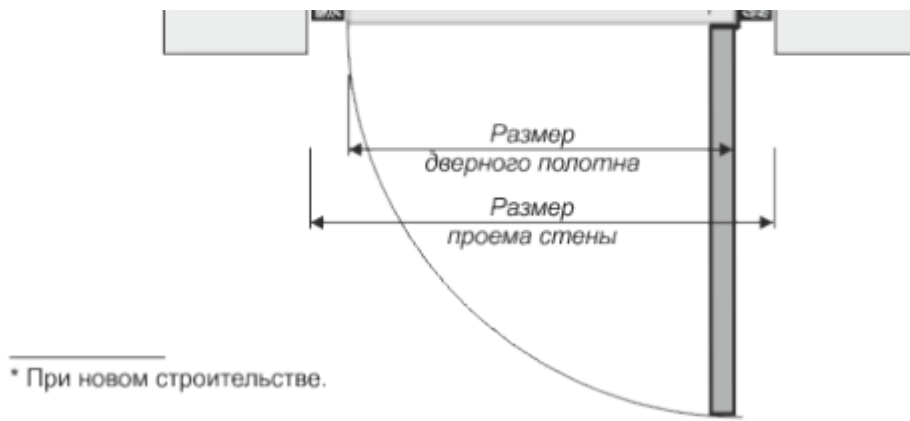 Размер
дверного полотна
Размер
проема стены
* При новом строительстве.